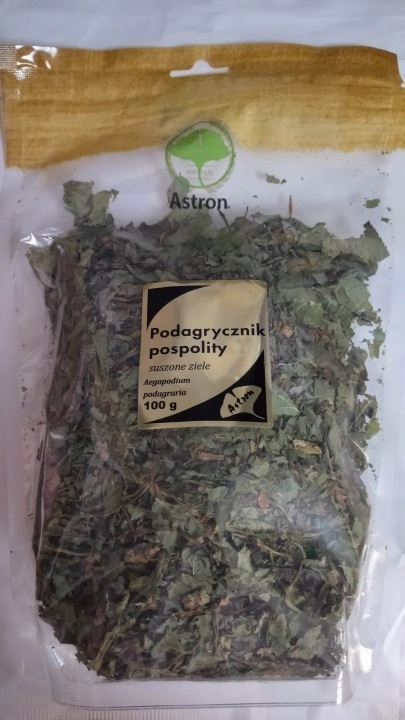 Astron
Podagrycznik
pospolity
suszone ziele
Aegopodium
podagraria
100 g
Astron